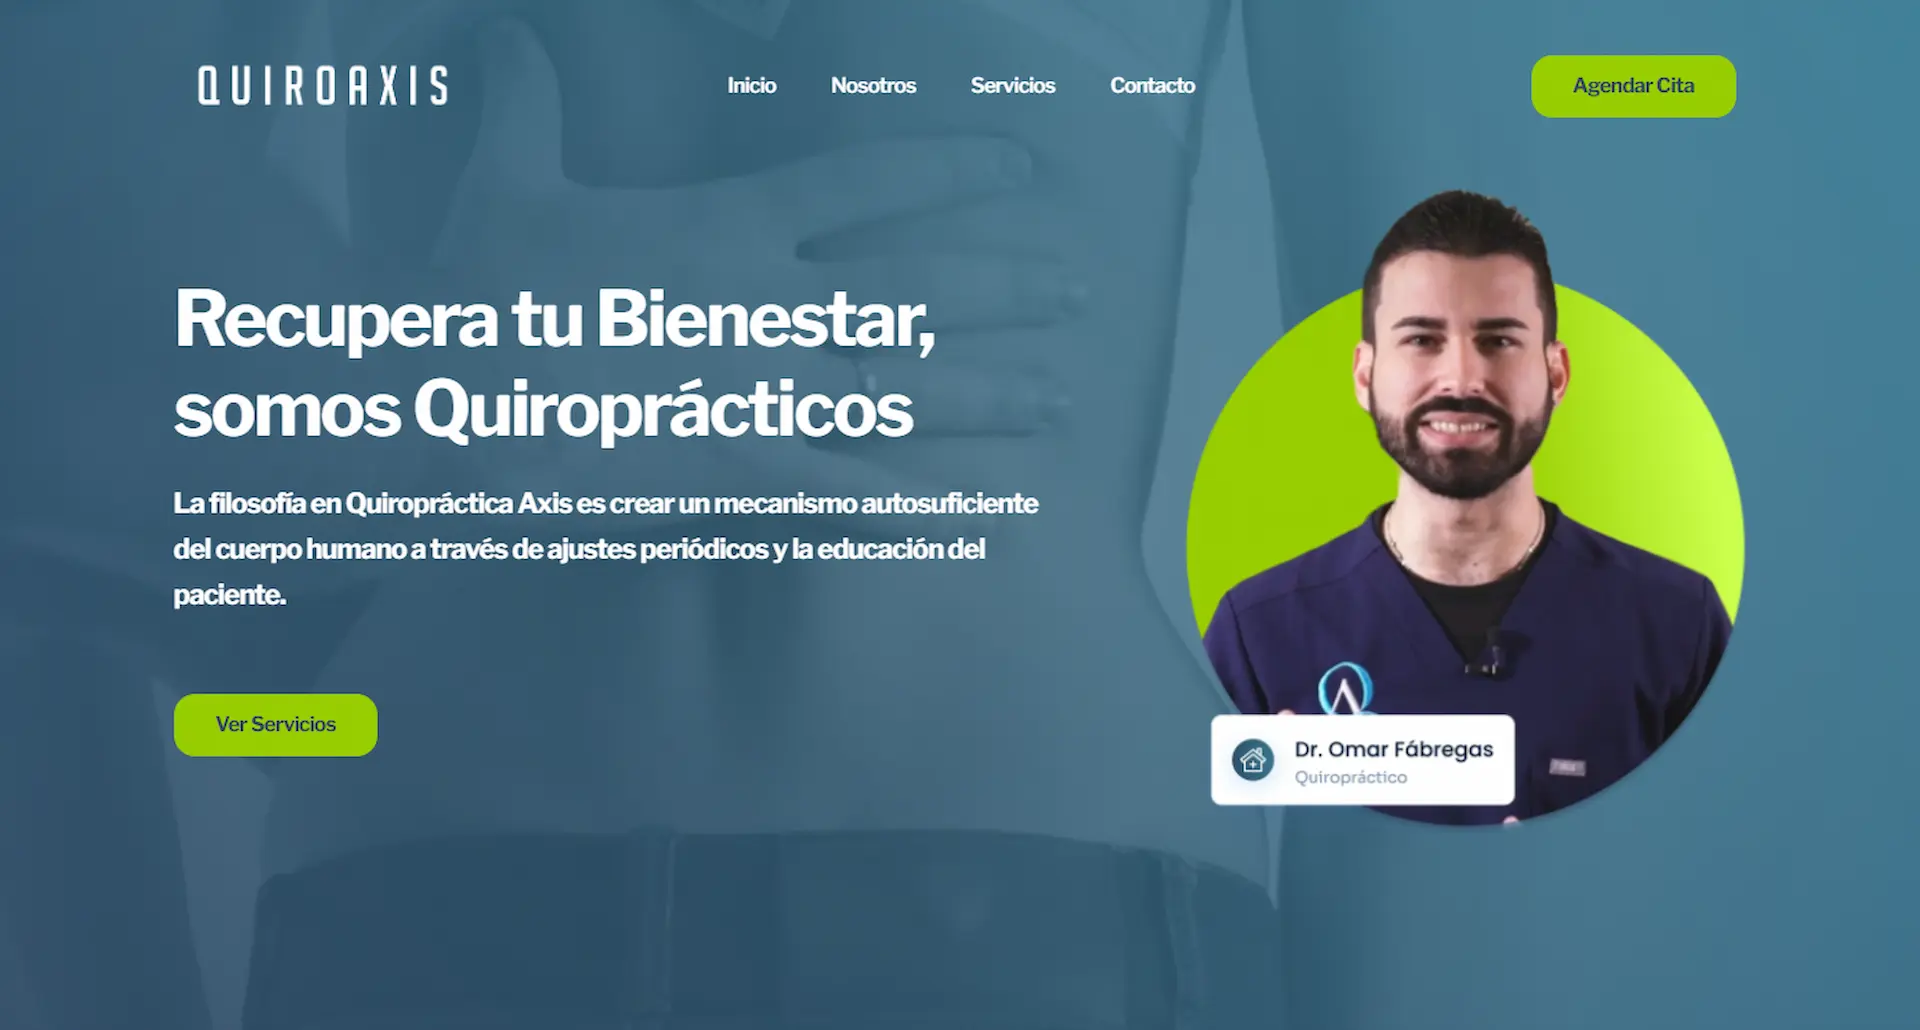 QUIROAXIS
Inicio
Nosotros
Servicios
Contacto
Agendar Cita
Recupera tu Bienestar,
somos Quiroprácticos
La filosofía en Quiropráctica Axis es crear un mecanismo autosuficiente
del cuerpo humano a través de ajustes periódicos y la educación del
paciente.
Ver Servicios
Dr. Omar Fábregas
Quiropráctico